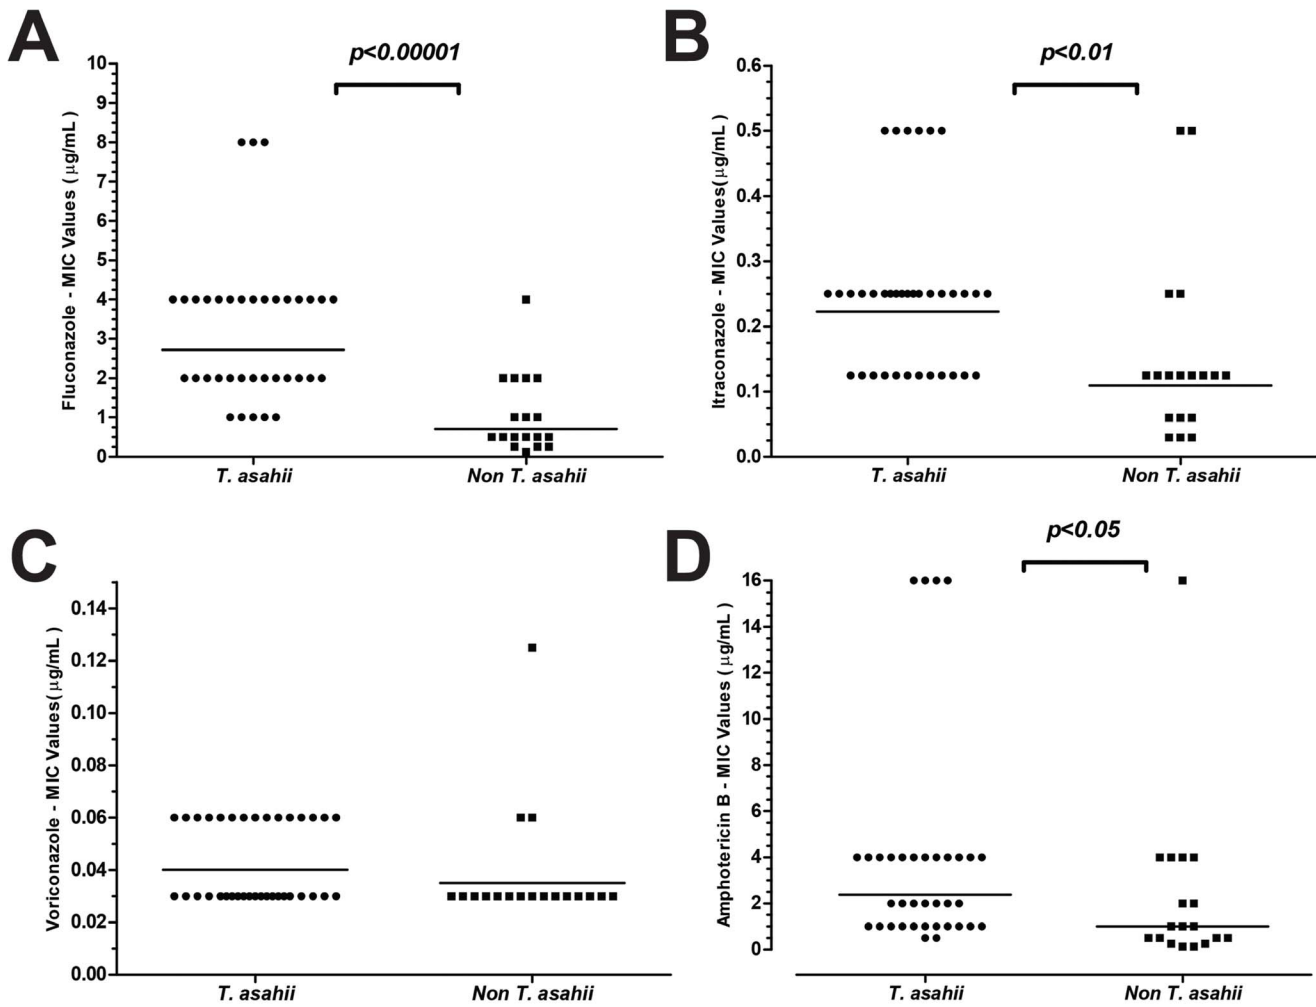 A
p<0.00001
Fluconazole - MIC Values ( µg/mL )
10
9
8
7
6
5
4
3
2
1
0
T. asahii
Non T. asahii
B
p<0.01
Itraconazole - MIC Values(µg/mL )
0.6
0.5
0.4
0.3
0.2
0.1
0.0
T. asahii
Non T. asahii
C
Voriconazole - MIC Values( µg/mL )
0.14
0.12
0.10
0.08
0.06
0.04
0.02
0.00
T. asahii
Non T. asahii
D
p<0.05
Amphotericin B - MIC Values ( µg/mL )
16
14
12
16
8
6
4
2
0
T. asahii
Non T. asahii